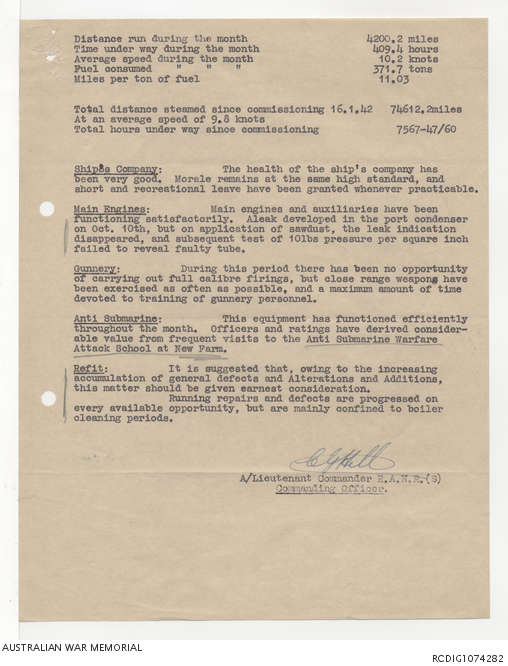 Distance run during the month 4200.2 miles
Time under way during the month 409.4 hours
Average speed during the month 10.2 knots
Fuel consumed " " " 371.7 tons
Miles per ton of fuel 11.03
Total distance steamed since commissioning 16.1.42 74612.2miles
At an average speed of 9.8 knots
Total hours under way since commissioning 7567-47/60
Ship's Company: The health of the ship's company has
been very good. Morale remains at the same high standard, and
short and recreational leave have been granted whenever practicable.
Main Engines: Main engines and auxiliaries have been
functioning satisfactorily. Aleak developed in the port condenser
on Oct. 10th, but on application of sawdust, the leak indication
disappeared, and subsequent test of 10lbs pressure per square inch
failed to reveal faulty tube.
Gunnery: During this period there has been no opportunity
of carrying out full calibre firings, but close range weapons have
been exercised as often as possible, and a maximum amount of time
devoted to training of gunnery personnel.
Anti Submarine: This equipment has functioned efficiently
throughout the month. Officers and ratings have derived consider-
able value from frequent visits to the Anti Submarine Warfare
Attack School at New Farm.
Refit: It is suggested that, owing to the increasing
accumulation of general defects and Alterations and Additions,
this matter should be given earnest consideration.
Running repairs and defects are progressed on
every available opportunity, but are mainly confined to boiler
cleaning periods.
A/Lieutenant Commander R.A.N.R.(S)
Commanding Officer.
AUSTRALIAN WAR MEMORIAL RCDIG1074282